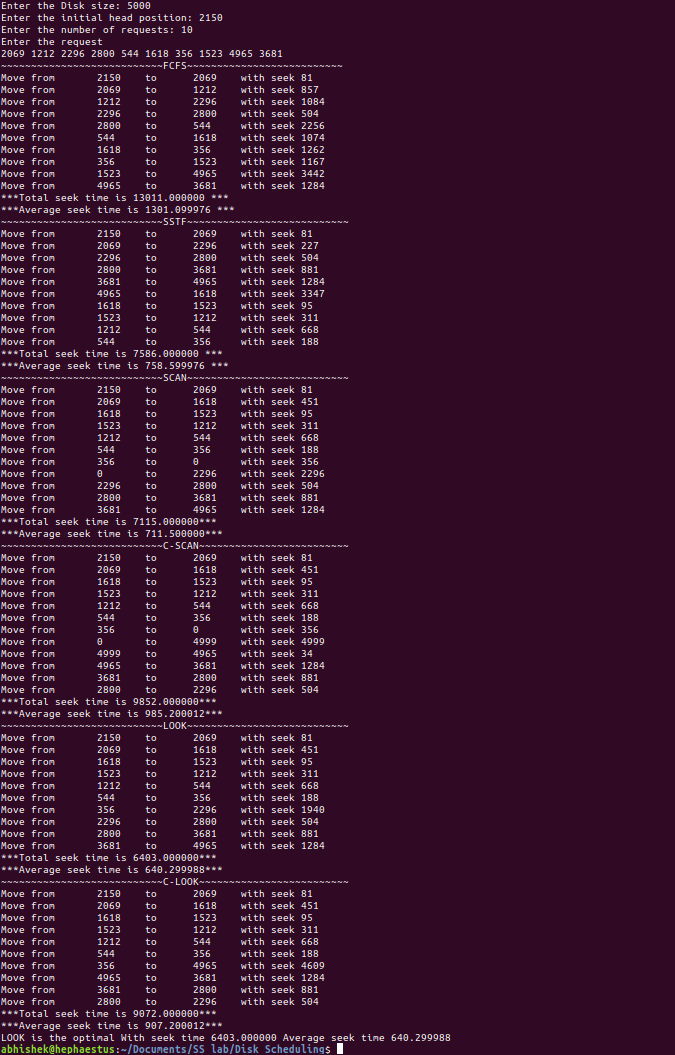 Enter the Disk size: 5000
Enter the initial head position: 2150
Enter the number of requests: 10
Enter the request
2069 1212 2296 2800 544 1618 356 1523 4965 3681
~~~~~~~~~~~~~~~~~~~~~~~~~~~FCFS~~~~~~~~~~~~~~~~~~~~~~~~~~
Move from 2150 to 2069 with seek 81
Move from 2069 to 1212 with seek 857
Move from 1212 to 2296 with seek 1084
Move from 2296 to 2800 with seek 504
Move from 2800 to 544 with seek 2256
Move from 544 to 1618 with seek 1074
Move from 1618 to 356 with seek 1262
Move from 356 to 1523 with seek 1167
Move from 1523 to 4965 with seek 3442
Move from 4965 to 3681 with seek 1284
***Total seek time is 13011.000000 ***
***Average seek time is 1301.099976 ***
~~~~~~~~~~~~~~~~~~~~~~~~~~~SSTF~~~~~~~~~~~~~~~~~~~~~~~~~~~
Move from 2150 to 2069 with seek 81
Move from 2069 to 2296 with seek 227
Move from 2296 to 2800 with seek 504
Move from 2800 to 3681 with seek 881
Move from 3681 to 4965 with seek 1284
Move from 4965 to 1618 with seek 3347
Move from 1618 to 1523 with seek 95
Move from 1523 to 1212 with seek 311
Move from 1212 to 544 with seek 668
Move from 544 to 356 with seek 188
***Total seek time is 7586.000000 ***
***Average seek time is 758.599976 ***
~~~~~~~~~~~~~~~~~~~~~~~~~~~SCAN~~~~~~~~~~~~~~~~~~~~~~~~~~~
Move from 2150 to 2069 with seek 81
Move from 2069 to 1618 with seek 451
Move from 1618 to 1523 with seek 95
Move from 1523 to 1212 with seek 311
Move from 1212 to 544 with seek 668
Move from 544 to 356 with seek 188
Move from 356 to 0 with seek 356
Move from 0 to 2296 with seek 2296
Move from 2296 to 2800 with seek 504
Move from 2800 to 3681 with seek 881
Move from 3681 to 4965 with seek 1284
***Total seek time is 7115.000000***
***Average seek time is 711.500000***
~~~~~~~~~~~~~~~~~~~~~~~~~~~C-SCAN~~~~~~~~~~~~~~~~~~~~~~~~~
Move from 2150 to 2069 with seek 81
Move from 2069 to 1618 with seek 451
Move from 1618 to 1523 with seek 95
Move from 1523 to 1212 with seek 311
Move from 1212 to 544 with seek 668
Move from 544 to 356 with seek 188
Move from 356 to 0 with seek 356
Move from 0 to 4999 with seek 4999
Move from 4999 to 4965 with seek 34
Move from 4965 to 3681 with seek 1284
Move from 3681 to 2800 with seek 881
Move from 2800 to 2296 with seek 504
***Total seek time is 9852.000000***
***Average seek time is 985.200012***
~~~~~~~~~~~~~~~~~~~~~~~~~~~LOOK~~~~~~~~~~~~~~~~~~~~~~~~~~~
Move from 2150 to 2069 with seek 81
Move from 2069 to 1618 with seek 451
Move from 1618 to 1523 with seek 95
Move from 1523 to 1212 with seek 311
Move from 1212 to 544 with seek 668
Move from 544 to 356 with seek 188
Move from 356 to 2296 with seek 1940
Move from 2296 to 2800 with seek 504
Move from 2800 to 3681 with seek 881
Move from 3681 to 4965 with seek 1284
***Total seek time is 6403.000000***
***Average seek time is 640.299988***
~~~~~~~~~~~~~~~~~~~~~~~~~~~C-LOOK~~~~~~~~~~~~~~~~~~~~~~~~~
Move from 2150 to 2069 with seek 81
Move from 2069 to 1618 with seek 451
Move from 1618 to 1523 with seek 95
Move from 1523 to 1212 with seek 311
Move from 1212 to 544 with seek 668
Move from 544 to 356 with seek 188
Move from 356 to 4965 with seek 4609
Move from 4965 to 3681 with seek 1284
Move from 3681 to 2800 with seek 881
Move from 2800 to 2296 with seek 504
***Total seek time is 9072.000000***
***Average seek time is 907.200012***
LOOK is the optimal With seek time 6403.000000 Average seek time 640.299988
abhishek@hephaestus:~/Documents/SS lab/Disk Scheduling$